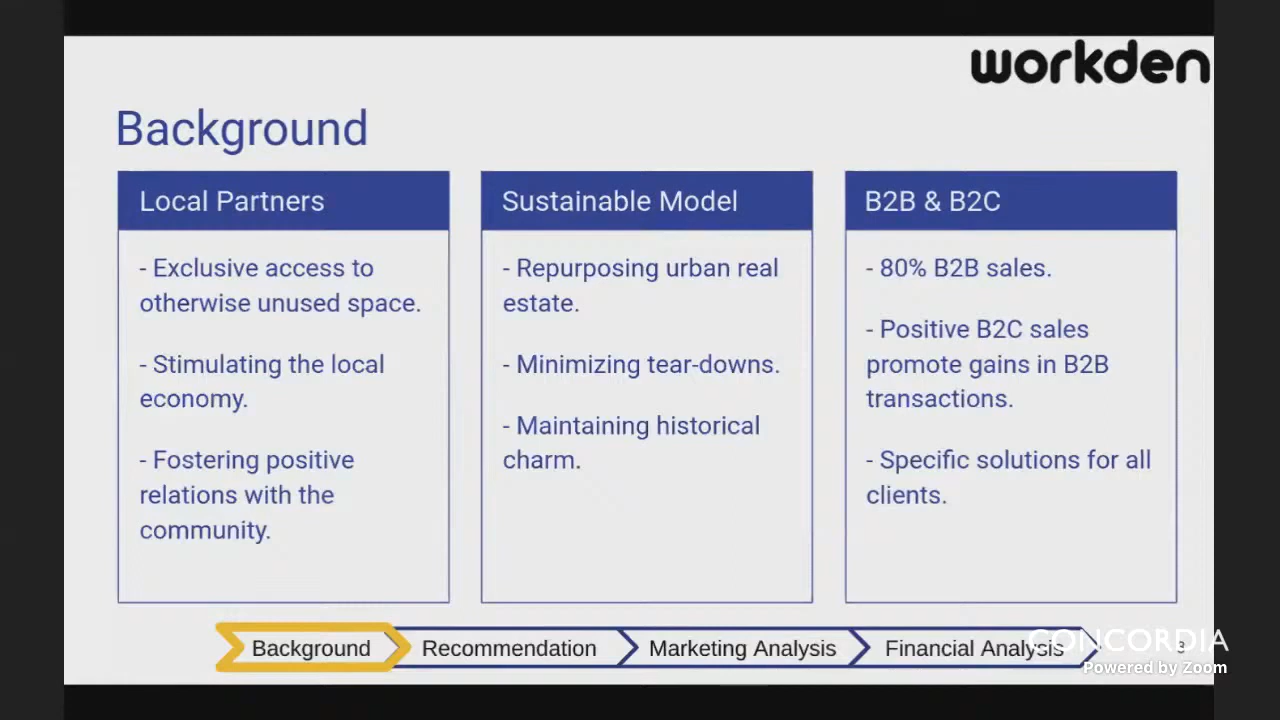 workden
Background
Local Partners
- Exclusive access to
otherwise unused space.
- Stimulating the local
economy.
- Fostering positive
relations with the
community.
Sustainable Model
- Repurposing urban real
estate.
- Minimizing tear-downs.
- Maintaining historical
charm.
B2B & B2C
- 80% B2B sales.
- Positive B2C sales
promote gains in B2B
transactions.
- Specific solutions for all
clients.
Background
Recommendation
Marketing Analysis
Financial Analysis
CONCORDIA
Powered by Zoom